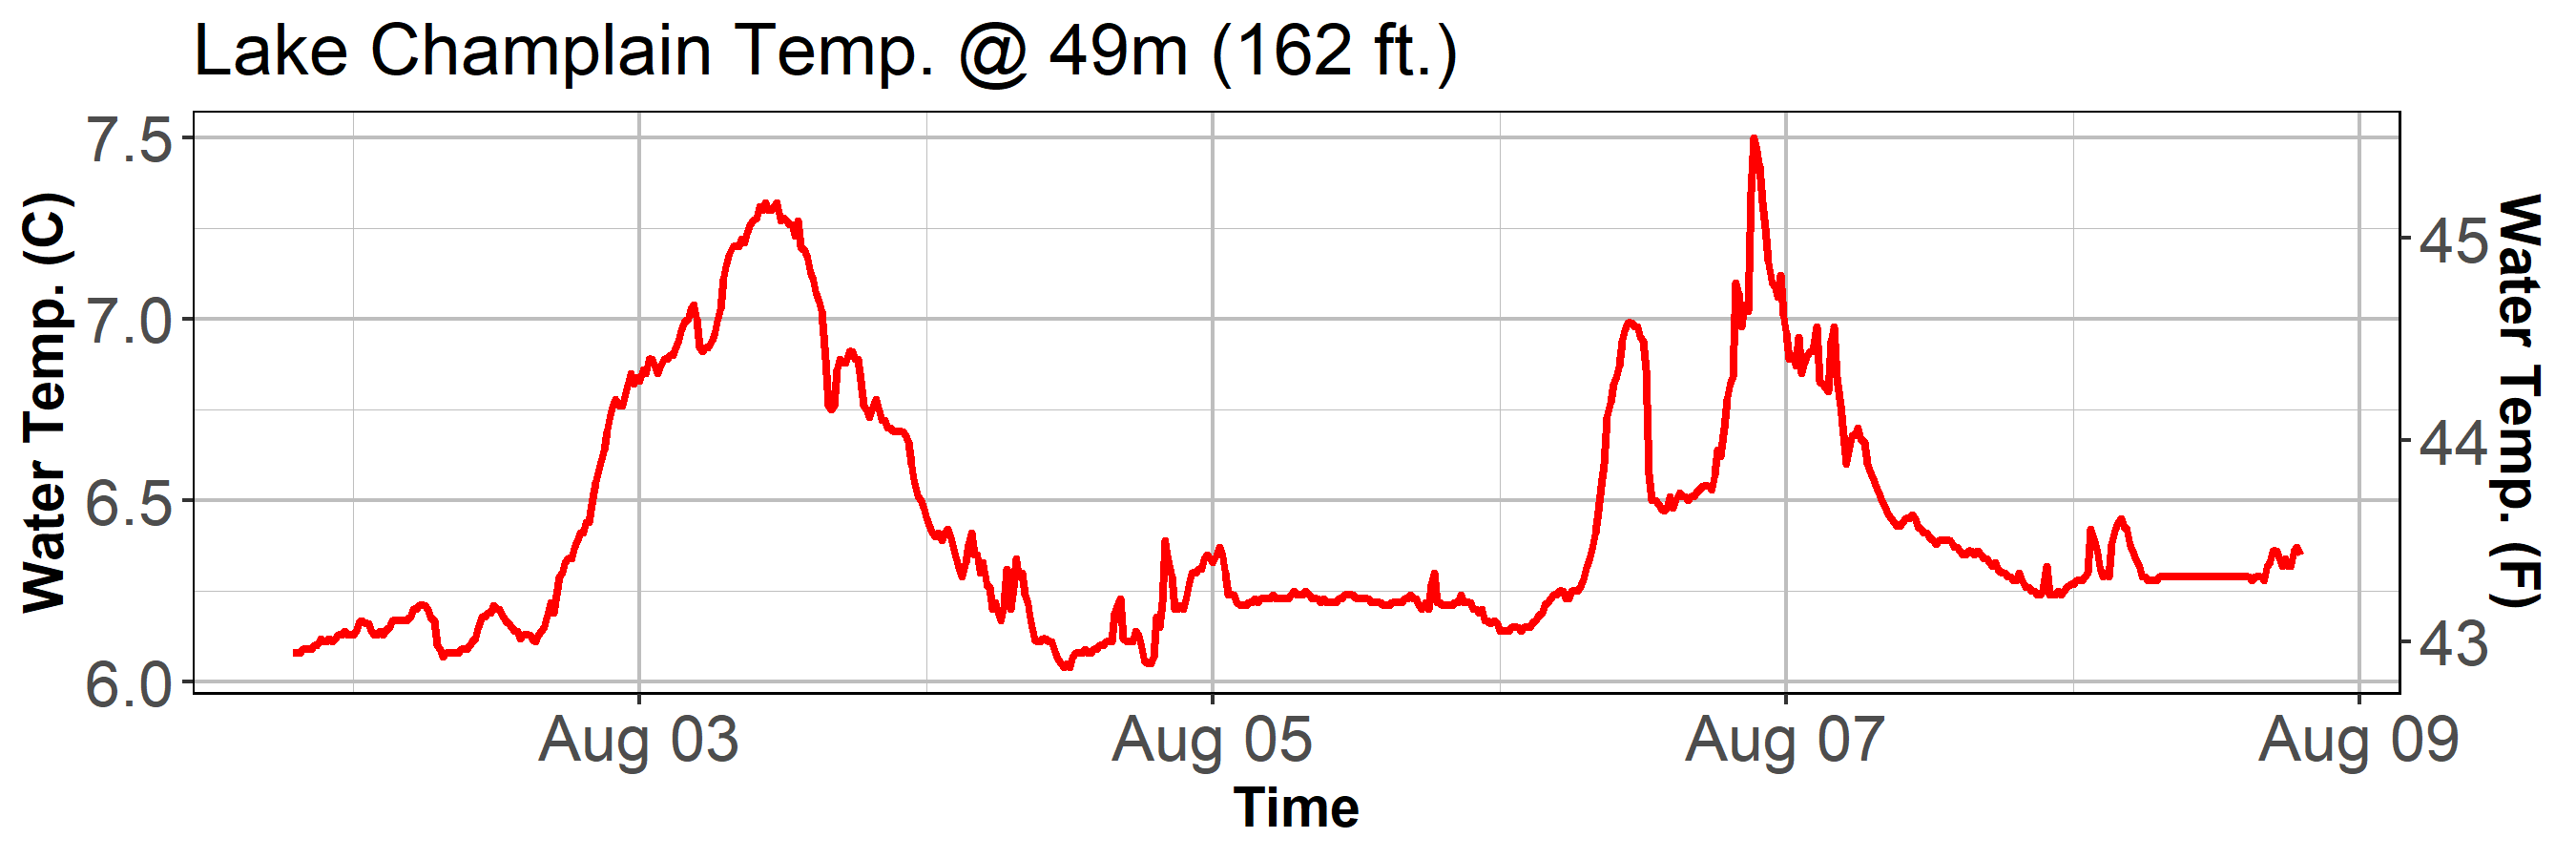 Lake Champlain Temp. @ 49m (162 ft.)
Water Temp. (C)
7.5
7.0
6.5
6.0
45
44
43
Water Temp. (F)
Aug 03 Aug 05 Aug 07 Aug 09
Time